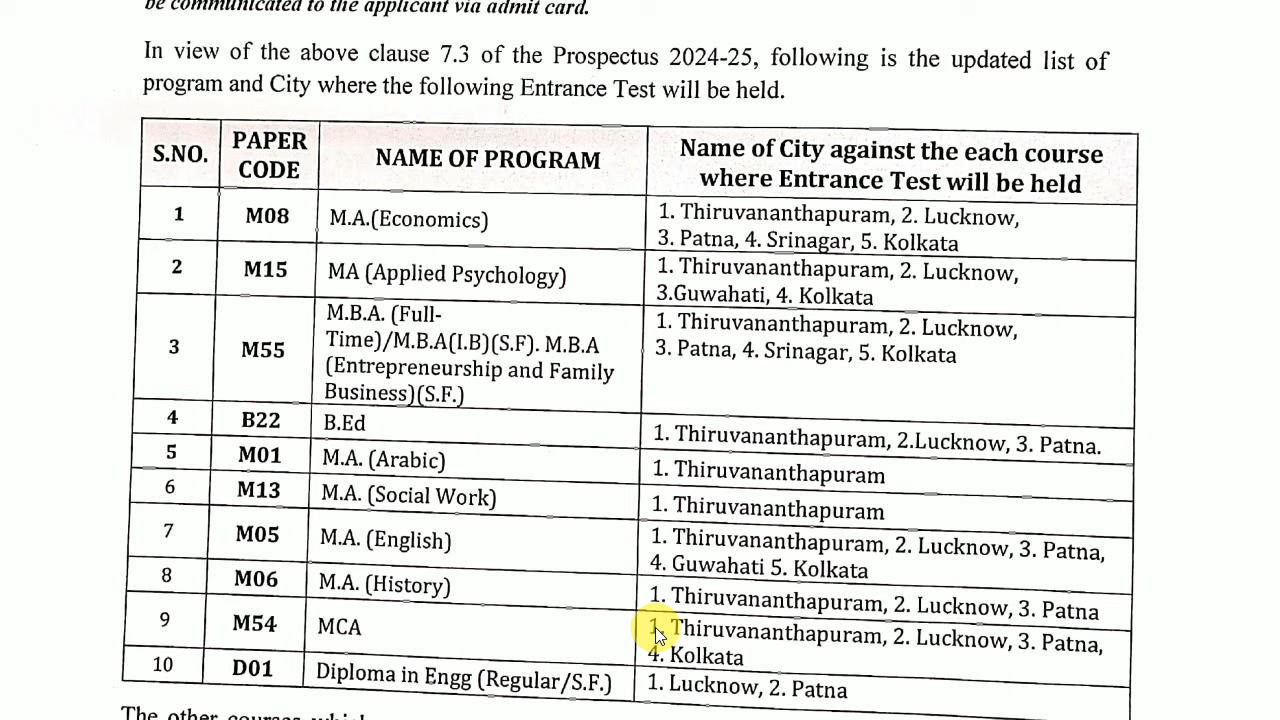 be communicated to the applicant via admit card.
In view of the above clause 7.3 of the Prospectus 2024-25, following is the updated list of
program and City where the following Entrance Test will be held.
S.NO. PAPER CODE NAME OF PROGRAM Name of City against the each course where Entrance Test will be held
1 M08 M.A.(Economics) 1. Thiruvananthapuram, 2. Lucknow,
3. Patna, 4. Srinagar, 5. Kolkata
2 M15 MA (Applied Psychology) 1. Thiruvananthapuram, 2. Lucknow,
3.Guwahati, 4. Kolkata
3 M55 M.B.A. (Full-
Time)/M.B.A(I.B)(S.F). M.B.A
(Entrepreneurship and Family
Business)(S.F.)
1. Thiruvananthapuram, 2. Lucknow,
3. Patna, 4. Srinagar, 5. Kolkata
4 B22 B.Ed 1. Thiruvananthapuram, 2.Lucknow, 3. Patna.
5 M01 M.A. (Arabic) 1. Thiruvananthapuram
6 M13 M.A. (Social Work) 1. Thiruvananthapuram
7 M05 M.A. (English) 1. Thiruvananthapuram, 2. Lucknow, 3. Patna,
4. Guwahati 5. Kolkata
8 M06 M.A. (History) 1. Thiruvananthapuram, 2. Lucknow, 3. Patna
9 M54 MCA 1. Thiruvananthapuram, 2. Lucknow, 3. Patna,
4. Kolkata
10 D01 Diploma in Engg (Regular/S.F.) 1. Lucknow, 2. Patna
The other courses which